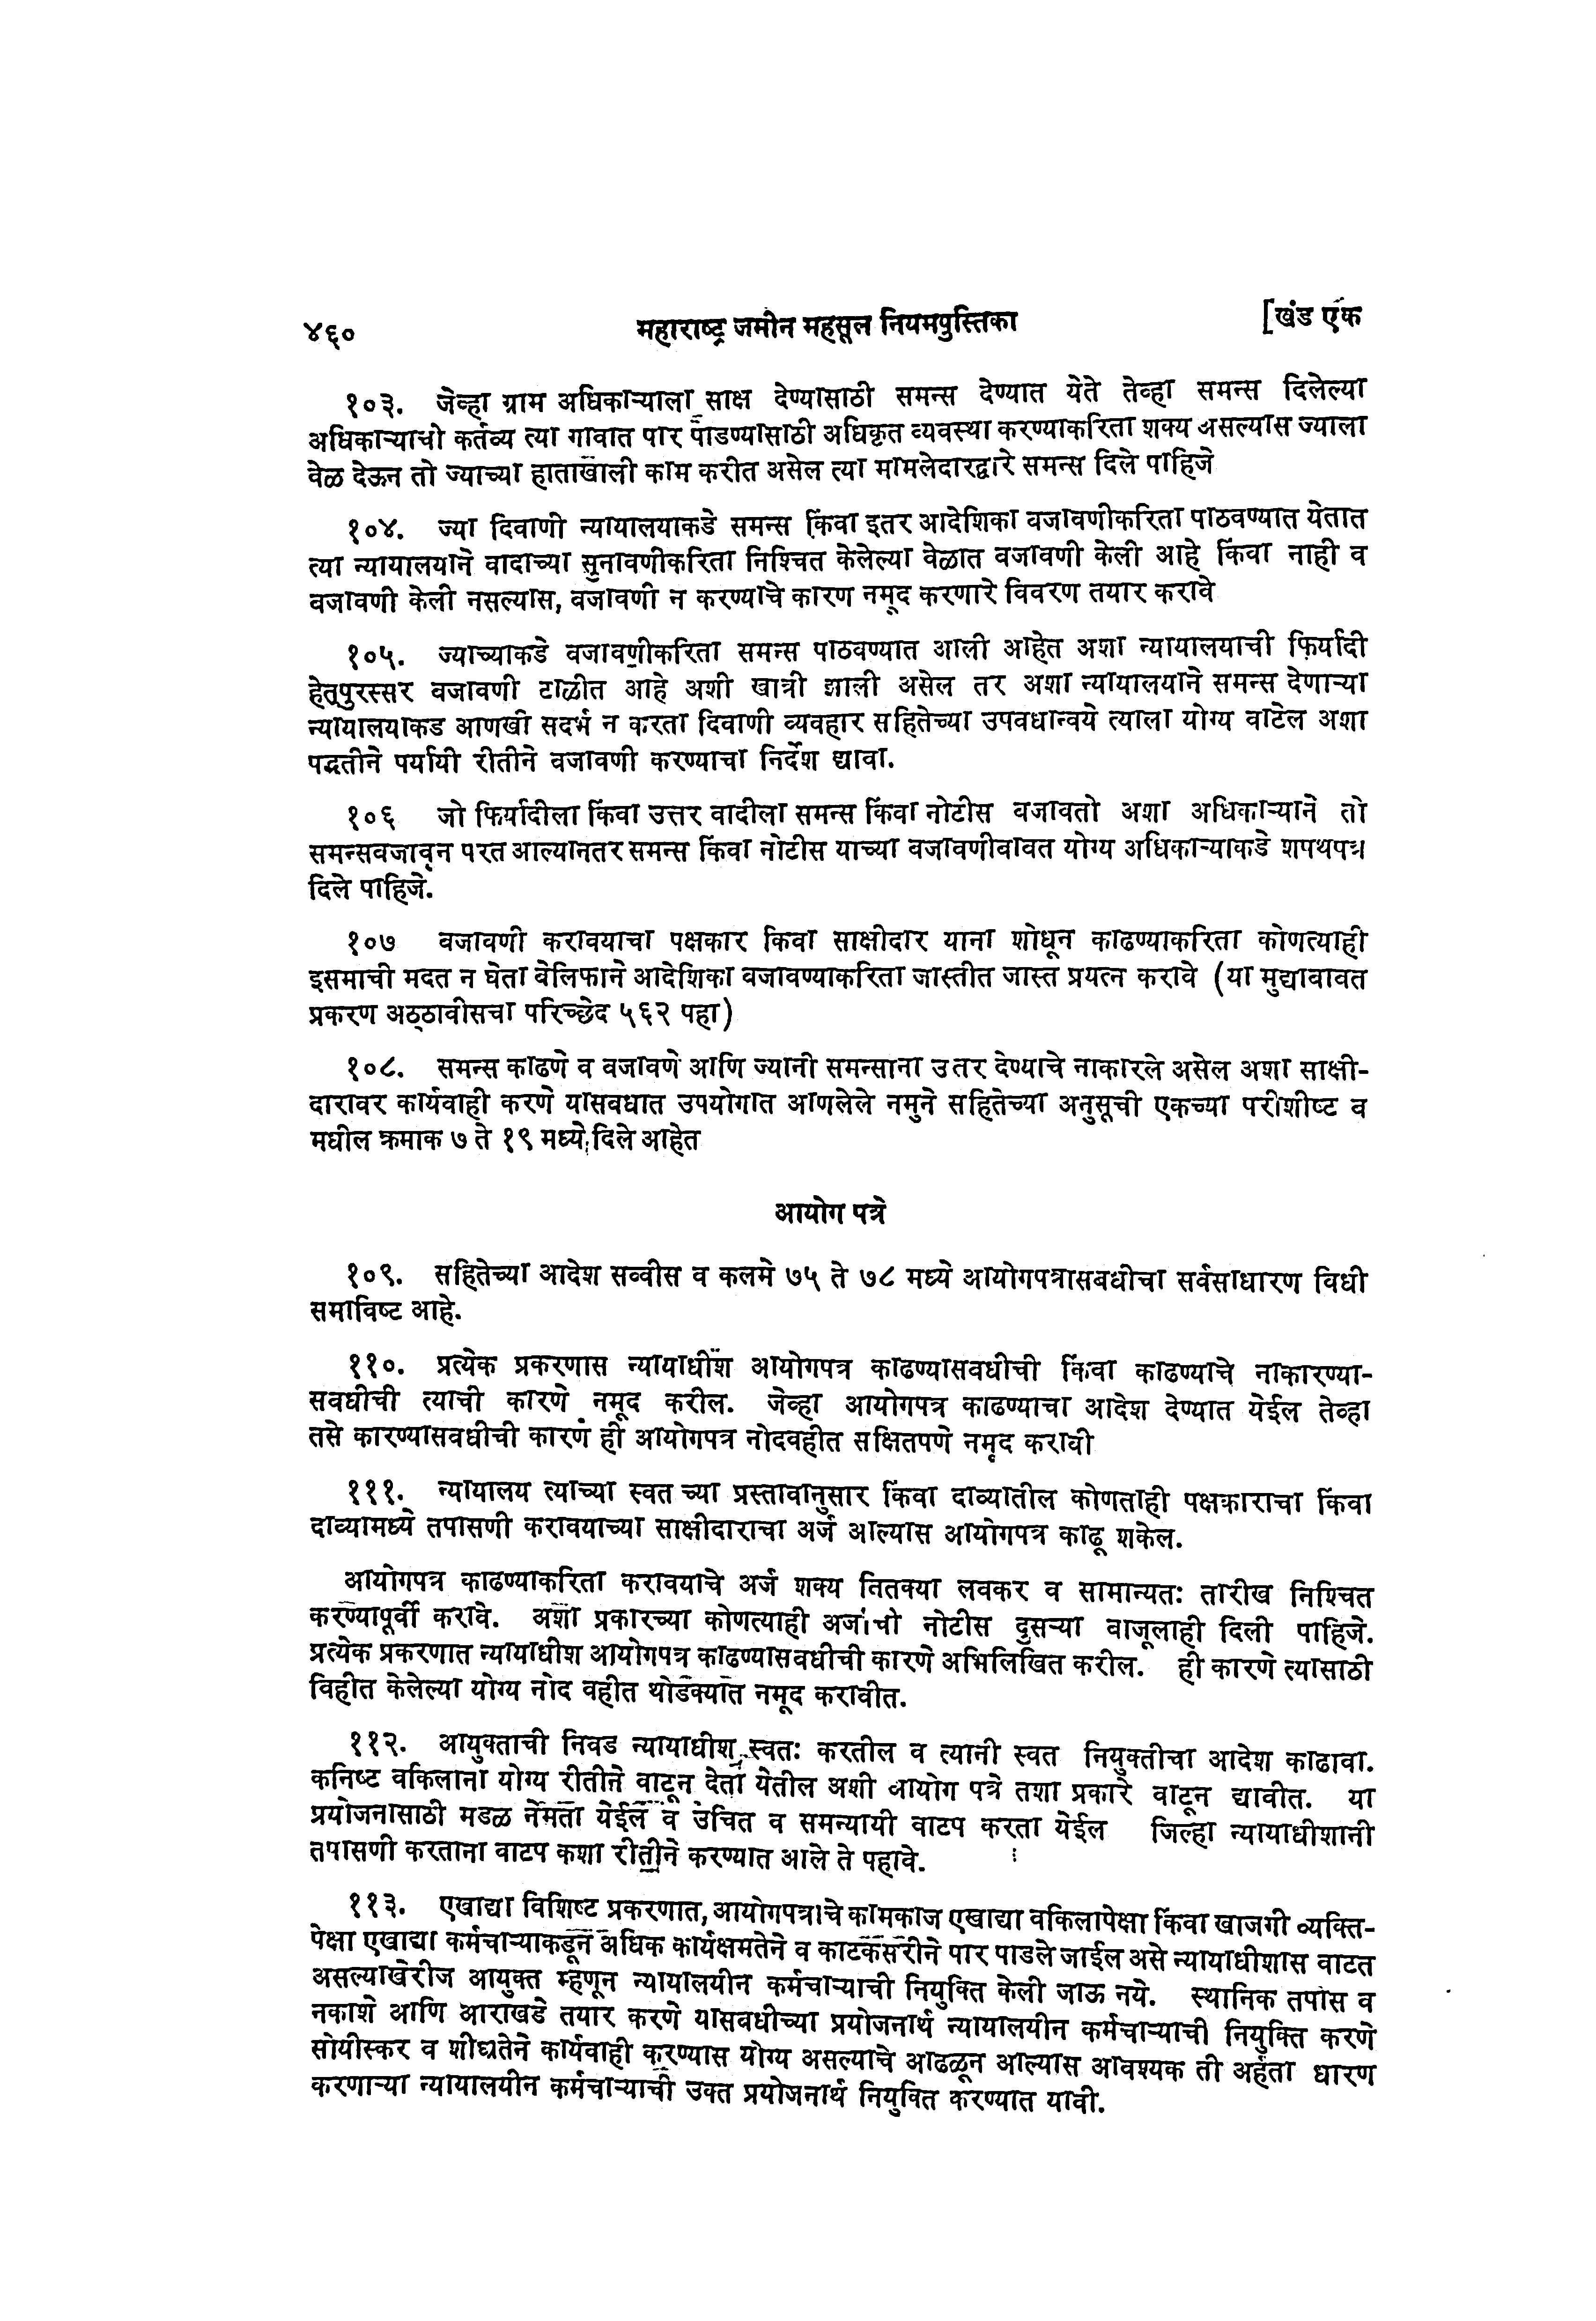 ४६० महाराष्ट्र जमीन महसूल नियमपुस्तिका [खंड एक
१०३. जेव्हा ग्राम अधिकाऱ्याला साक्ष देण्यासाठी समन्स देण्यात येते तेव्हा समन्स दिलेल्या
अधिकाऱ्याची कर्तव्य त्या गावात पार पाडण्यासाठी अधिकृत व्यवस्था करण्याकरिता शक्य असल्यास ज्याला
वेळ देऊन तो ज्याच्या हाताखाली काम करीत असेल त्या मामलेदारद्वारे समन्स दिले पाहिजे
१०४. ज्या दिवाणी न्यायालयाकडे समन्स किंवा इतर आदेशिका बजावणीकरिता पाठवण्यात येतात
त्या न्यायालयाने वादाच्या सुनावणीकरिता निश्चित केलेल्या वेळात बजावणी केली आहे किंवा नाही व
बजावणी केली नसल्यास, बजावणी न करण्याचे कारण नमूद करणारे विवरण तयार करावे
१०५. ज्याच्याकडे बजावणीकरिता समन्स पाठवण्यात आली आहेत अशा न्यायालयाची फिर्यादी
हेतूपुरस्सर बजावणी टाळीत आहे अशी खात्री झाली असेल तर अशा न्यायालयाने समन्स देणाऱ्या
न्यायालयाकड आणखी सदर्भ न करता दिवाणी व्यवहार सहितेच्या उपबधान्वये त्याला योग्य वाटेल अशा
पद्धतीने पर्यायी रीतीने बजावणी करण्याचा निर्देश द्यावा.
१०६ जो फिर्यादीला किंवा उत्तर वादीला समन्स किंवा नोटीस बजावतो अशा अधिकाऱ्याने तो
समन्सबजावून परत आल्यानतर समन्स किंवा नोटीस याच्या बजावणीबाबत योग्य अधिकाऱ्याकडे शपथपत्र
दिले पाहिजे.
१०७ बजावणी करावयाचा पक्षकार किंवा साक्षीदार याना शोधून काढण्याकरिता कोणत्याही
इसमाची मदत न घेता बेलिफाने आदेशिका बजावण्याकरिता जास्तीत जास्त प्रयत्न करावे (या मुद्याबाबत
प्रकरण अठ्ठावीसचा परिच्छेद ५६२ पहा)
१०८. समन्स काढणे व बजावणे आणि ज्यानी समन्साना उतर देण्याचे नाकारले असेल अशा साक्षी-
दारावर कार्यवाही करणे यासबधात उपयोगात आणलेले नमुने सहितेच्या अनुसूची एकच्या परीशीष्ट ब
मधील क्रमाक ७ ते १९ मध्ये दिले आहेत
आयोग पत्रे
१०९. सहितेच्या आदेश सव्वीस व कलमे ७५ ते ७८ मध्ये आयोगपत्रासबधीचा सर्वसाधारण विधी
समाविष्ट आहे.
११०. प्रत्येक प्रकरणास न्यायाधीश आयोगपत्र काढण्यासबधीची किंवा काढण्याचे नाकारण्या-
सबधीची त्याची कारणे नमूद करील. जेव्हा आयोगपत्र काढण्याचा आदेश देण्यात येईल तेव्हा
तसे कारण्यासबधीची कारणं ही आयोगपत्र नोदवहीत सक्षितपणे नमूद करावी
१११. न्यायालय त्याच्या स्वत च्या प्रस्तावानुसार किंवा दाव्यातील कोणताही पक्षकाराचा किंवा
दाव्यामध्ये तपासणी करावयाच्या साक्षीदाराचा अर्ज आल्यास आयोगपत्र काढू शकेल.
आयोगपत्र काढण्याकरिता करावयाचे अर्ज शक्य तितक्या लवकर व सामान्यतः तारीख निश्चित
करण्यापूर्वी करावे. अशा प्रकारच्या कोणत्याही अर्जाची नोटीस दुसऱ्या बाजूलाही दिली पाहिजे.
प्रत्येक प्रकरणात न्यायाधीश आयोगपत्र काढण्यासबधीची कारणे अभिलिखित करील. ही कारणे त्यासाठी
विहीत केलेल्या योग्य नोद वहीत थोडक्यात नमूद करावीत.
११२. आयुक्ताची निवड न्यायाधीश स्वतः करतील व त्यानी स्वत नियुक्तीचा आदेश काढावा.
कनिष्ट वकिलाना योग्य रीतीने वाटून देता येतील अशी आयोग पत्रे तशा प्रकारे वाटून द्यावीत. या
प्रयोजनासाठी मडळ नेमता येईल व उचित व समन्यायी वाटप करता येईल जिल्हा न्यायाधीशानी
तपासणी करताना वाटप कशा रीतीने करण्यात आले ते पहावे.
११३. एखाद्या विशिष्ट प्रकरणात, आयोगपत्राचे कामकाज एखाद्या वकिलापेक्षा किंवा खाजगी व्यक्ति-
पेक्षा एखाद्या कर्मचाऱ्याकडून अधिक कार्यक्षमतेने व काटकसरीने पार पाडले जाईल असे न्यायाधीशास वाटत
असल्याखेरीज आयुक्त म्हणून न्यायालयीन कर्मचाऱ्याची नियुक्ति केली जाऊ नये. स्थानिक तपास व
नकाशे आणि आराखडे तयार करणे यासबधीच्या प्रयोजनार्थ न्यायालयीन कर्मचाऱ्याची नियुक्ति करणे
सोयीस्कर व शीघ्रतेने कार्यवाही करण्यास योग्य असल्याचे आढळून आल्यास आवश्यक ती अर्हता धारण
करणाऱ्या न्यायालयीन कर्मचाऱ्याची उक्त प्रयोजनार्थ नियुक्ति करण्यात यावी.